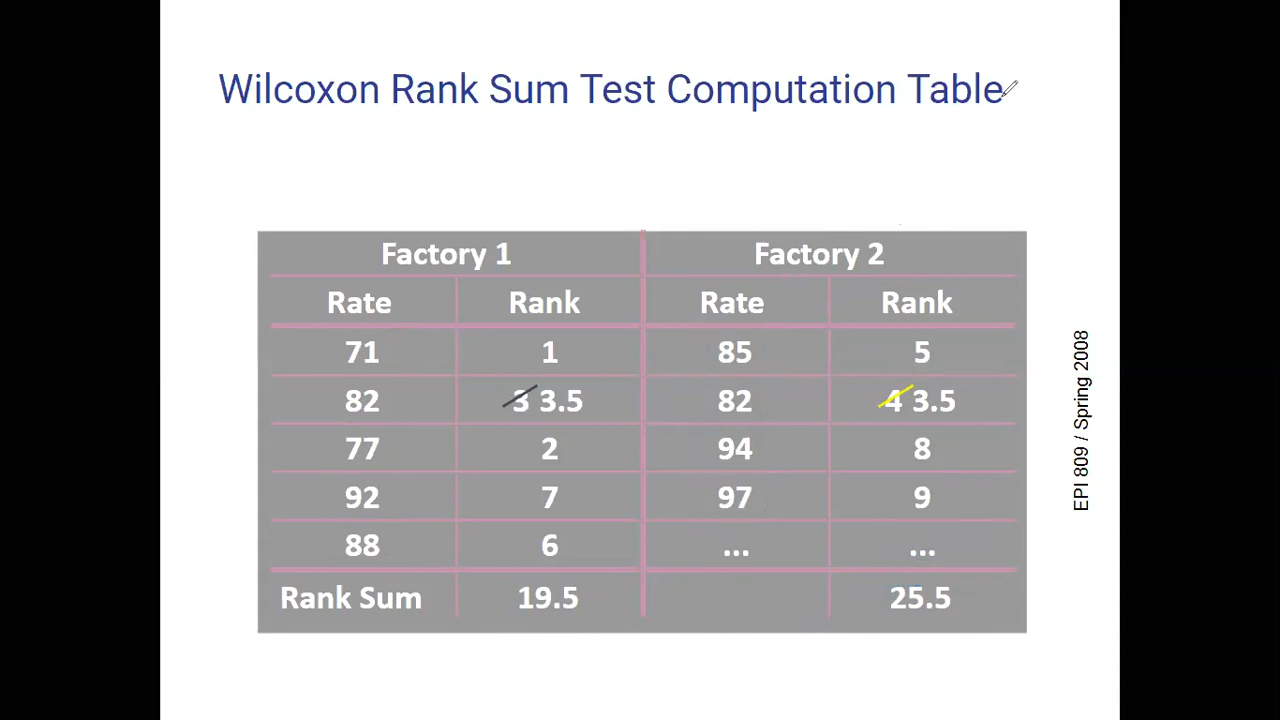 Wilcoxon Rank Sum Test Computation Table
Factory 1 Factory 2
Rate Rank Rate Rank
71 1 85 5
82 3 3.5 82 4 3.5
77 2 94 8
92 7 97 9
88 6 ... ...
Rank Sum 19.5 25.5
EPI 809 / Spring 2008